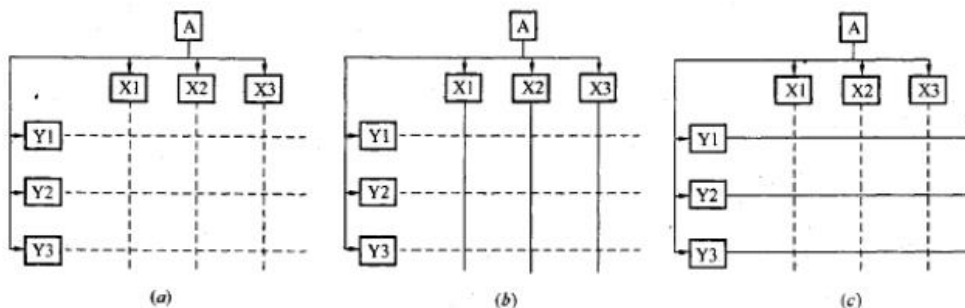 A A A
X1 X2 X3 X1 X2 X3 X1 X2 X3
Y1 Y1 Y1
Y2 Y2 Y2
Y3 Y3 Y3
(a) (b) (c)